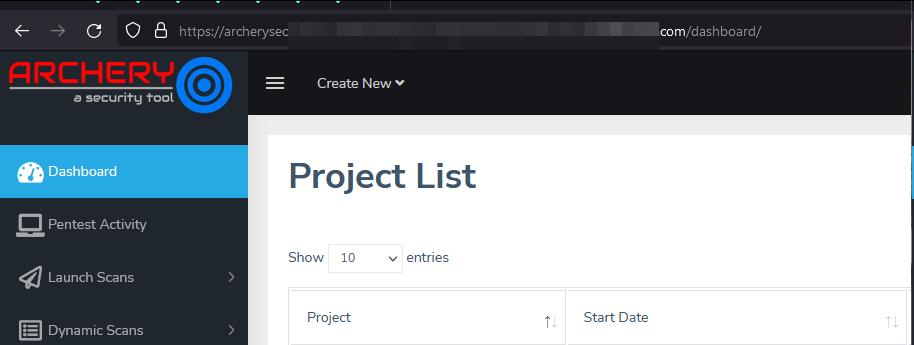 https://archerysec com/dashboard/
ARCHERY
a security tool
Create New
Dashboard
Project List
Pentest Activity
Show 10 entries
Launch Scans
Project Start Date
Dynamic Scans